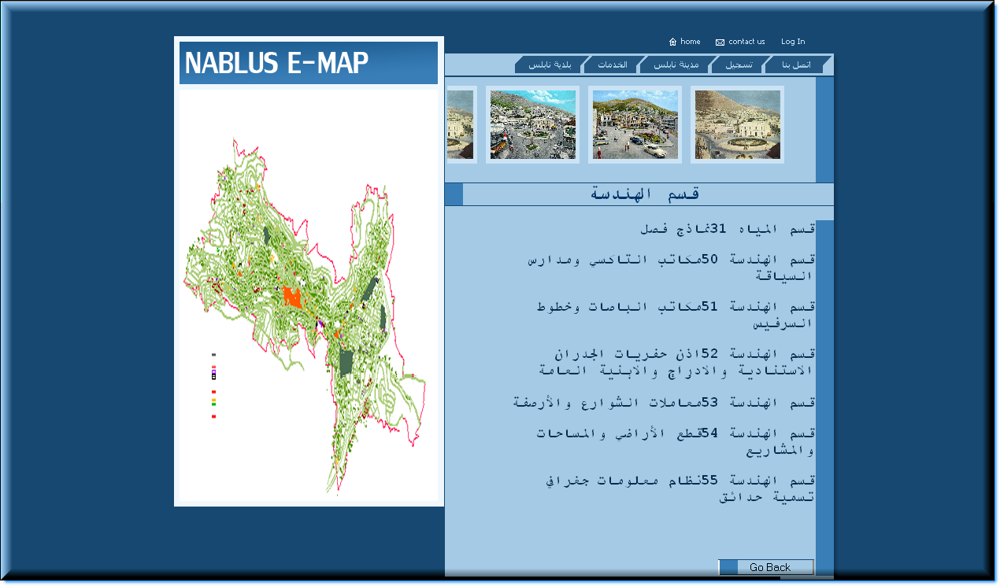 NABLUS E-MAP
home
contact us
Log In
اتصل بنا
تسجيل
مدينة نابلس
الخدمات
بلدية نابلس
قسم الهندسة
قسم المياه 31نماذج فصل
قسم الهندسة 50مكاتب التاكسي ومدارس
السياقة
قسم الهندسة 51مكاتب الباصات وخطوط
السرفيس
قسم الهندسة 52اذن حفريات الجدران
الاستنادية والادراج والابنية العامة
قسم الهندسة 53معاملات الشوارع والأرصفة
قسم الهندسة 54قطع الأراضي والمساحات
والمشاريع
قسم الهندسة 55نظام معلومات جغرافي
تسمية حدائق
Go Back